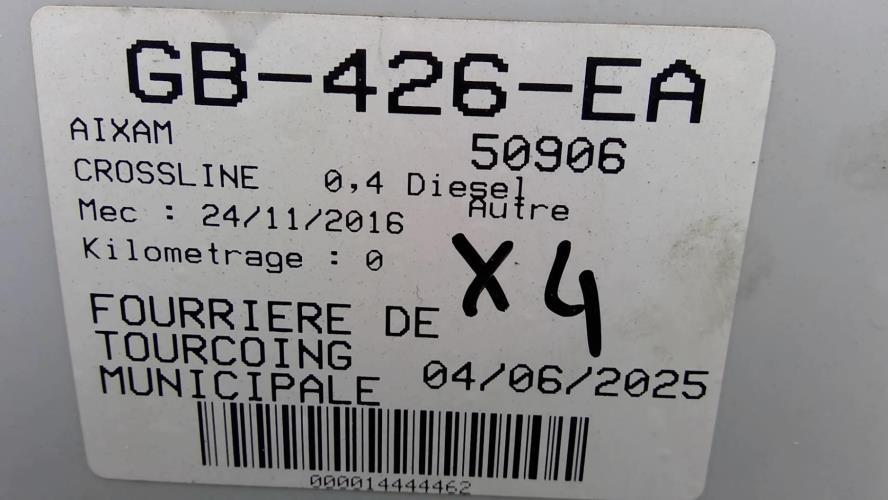 GB-426-EA
AIXAM
50906
CROSSLINE 0,4 Diesel
Autre
Mec : 24/11/2016
Kilometrage : 0
X4
FOURRIERE DE
TOURCOING
MUNICIPALE 04/06/2025
000014444462